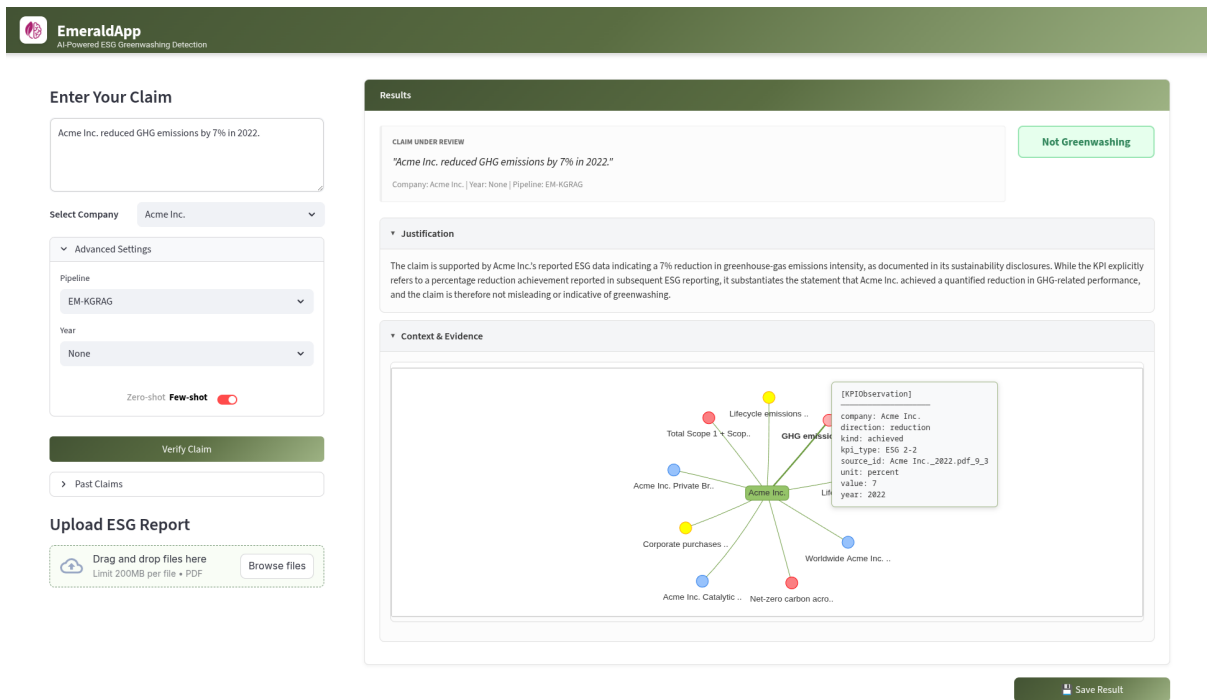 EmeraldApp
AI-Powered ESG Greenwashing Detection
Enter Your Claim
Acme Inc. reduced GHG emissions by 7% in 2022.
Select Company
Acme Inc.
Advanced Settings
Pipeline
EM-KGRAG
Year
None
Zero-shot Few-shot
Verify Claim
Past Claims
Upload ESG Report
Drag and drop files here
Limit 200MB per file • PDF
Browse files
Results
CLAIM UNDER REVIEW
"Acme Inc. reduced GHG emissions by 7% in 2022."
Company: Acme Inc. | Year: None | Pipeline: EM-KGRAG
Not Greenwashing
Justification
The claim is supported by Acme Inc.'s reported ESG data indicating a 7% reduction in greenhouse-gas emissions intensity, as documented in its sustainability disclosures. While the KPI explicitly
refers to a percentage reduction achievement reported in subsequent ESG reporting, it substantiates the statement that Acme Inc. achieved a quantified reduction in GHG-related performance,
and the claim is therefore not misleading or indicative of greenwashing.
Context & Evidence
Lifecycle emissions ..
Total Scope 1 + Scop..
GHG emissi
Acme Inc. Private Br..
Acme Inc.
Lif
Corporate purchases ..
Worldwide Acme Inc. ..
Acme Inc. Catalytic ..
Net-zero carbon acro..
[KPIObservation]
company: Acme Inc.
direction: reduction
kind: achieved
kpi_type: ESG 2-2
source_id: Acme Inc._2022.pdf_9_3
unit: percent
value: 7
year: 2022
Save Result